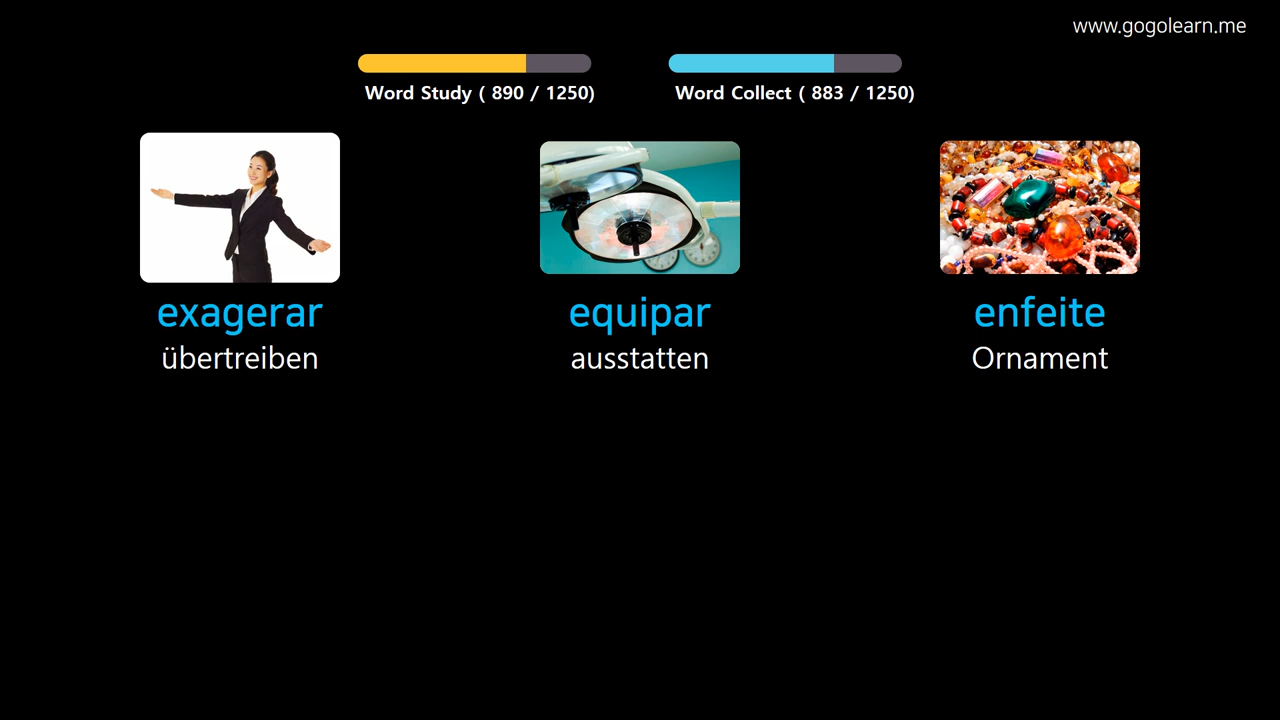 www.gogolearn.me
Word Study ( 890 / 1250)
Word Collect ( 883 / 1250)
exagerar
übertreiben
equipar
ausstatten
enfeite
Ornament